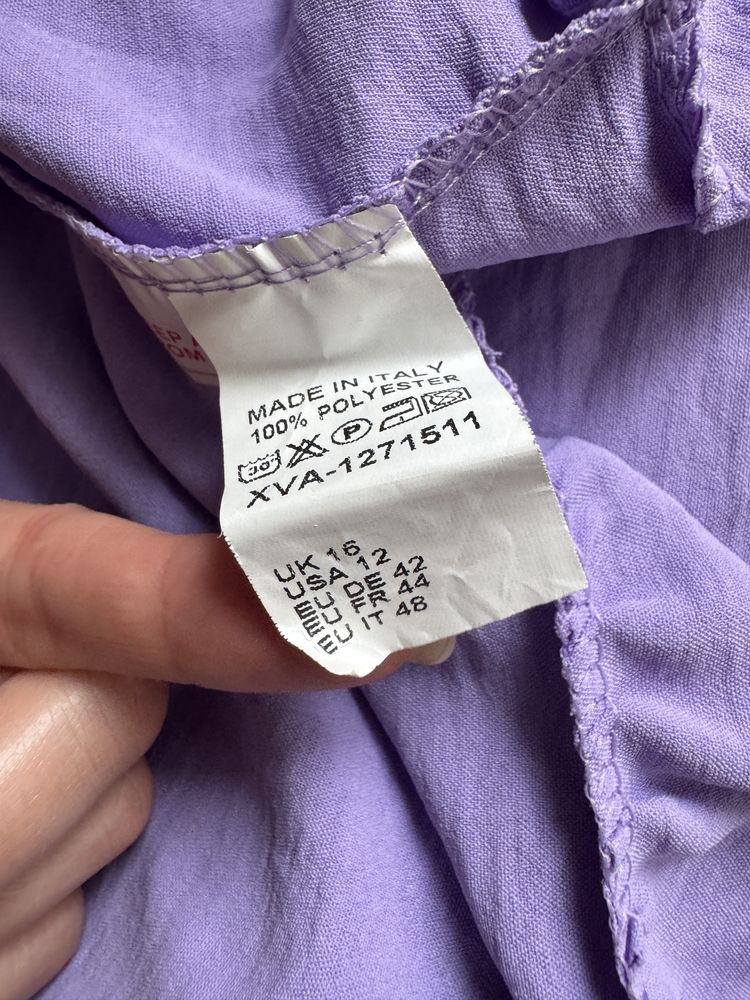 MADE IN ITALY
100% POLYESTER
30 P
XVA-1271511
UK 16
USA 12
EU DE 42
EU FR 44
EU IT 48